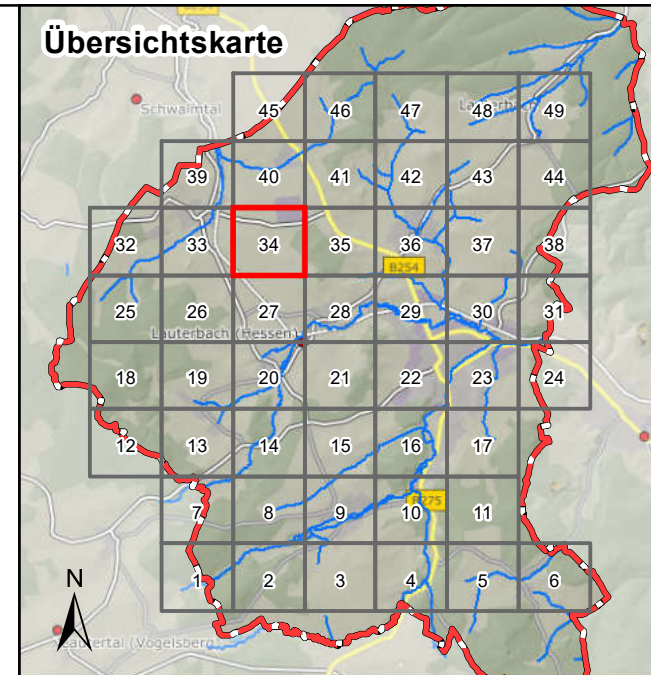 Übersichtskarte
Schwalmtal
45 46 47 48 49
Lauterbach
39 40 41 42 43 44
32 33 34 35 36 37 38
B254
25 26 27 28 29 30 31
Lauterbach (Hessen)
18 19 20 21 22 23 24
12 13 14 15 16 17
7 8 9 10 11
B275
1 2 3 4 5 6
N
Lautertal (Vogelsberg)